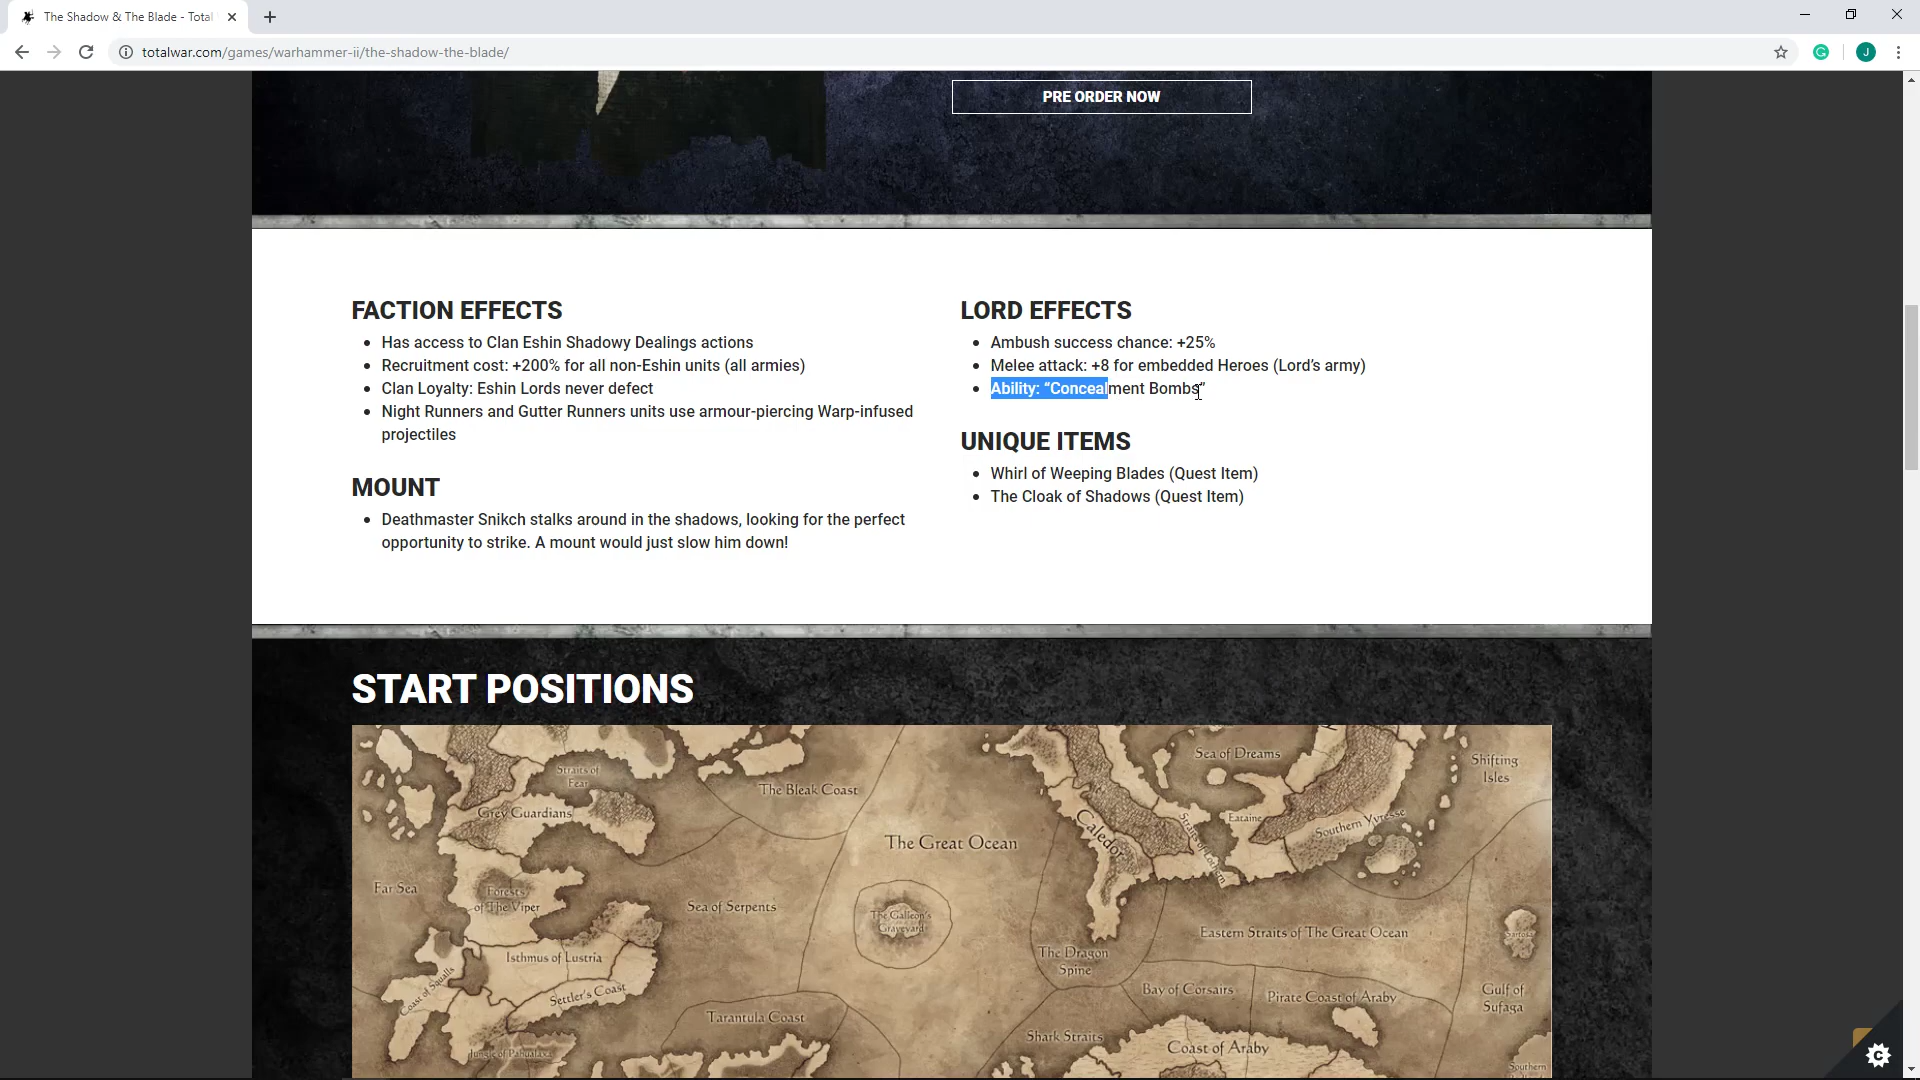 The Shadow & The Blade - Total
totalwar.com/games/warhammer-ii/the-shadow-the-blade/
J
PRE ORDER NOW
FACTION EFFECTS
• Has access to Clan Eshin Shadowy Dealings actions
• Recruitment cost: +200% for all non-Eshin units (all armies)
• Clan Loyalty: Eshin Lords never defect
• Night Runners and Gutter Runners units use armour-piercing Warp-infused
projectiles
MOUNT
• Deathmaster Snikch stalks around in the shadows, looking for the perfect
opportunity to strike. A mount would just slow him down!
LORD EFFECTS
• Ambush success chance: +25%
• Melee attack: +8 for embedded Heroes (Lord’s army)
• Ability: “Concealment Bombs”
UNIQUE ITEMS
• Whirl of Weeping Blades (Quest Item)
• The Cloak of Shadows (Quest Item)
START POSITIONS
Straits of
Fear
The Bleak Coast
Sea of Dreams
Shifting
Isles
Grey Guardians
The Great Ocean
Caledor
Eataine
Southern Yvresse
Far Sea
Forests
of The Viper
Sea of Serpents
The Galleon's
Graveyard
Eastern Straits of The Great Ocean
Sartosa
Isthmus of Lustria
The Dragon
Spine
Coast of Squalls
Settler's Coast
Bay of Corsairs
Pirate Coast of Araby
Gulf of
Sufaga
Tarantula Coast
Shark Straits
Coast of Araby
Jungle of Pahualaxa
Southern